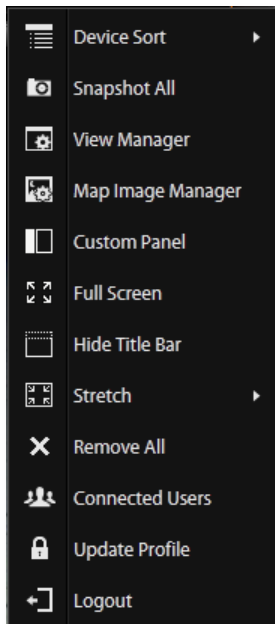 Device Sort
Snapshot All
View Manager
Map Image Manager
Custom Panel
Full Screen
Hide Title Bar
Stretch
Remove All
Connected Users
Update Profile
Logout